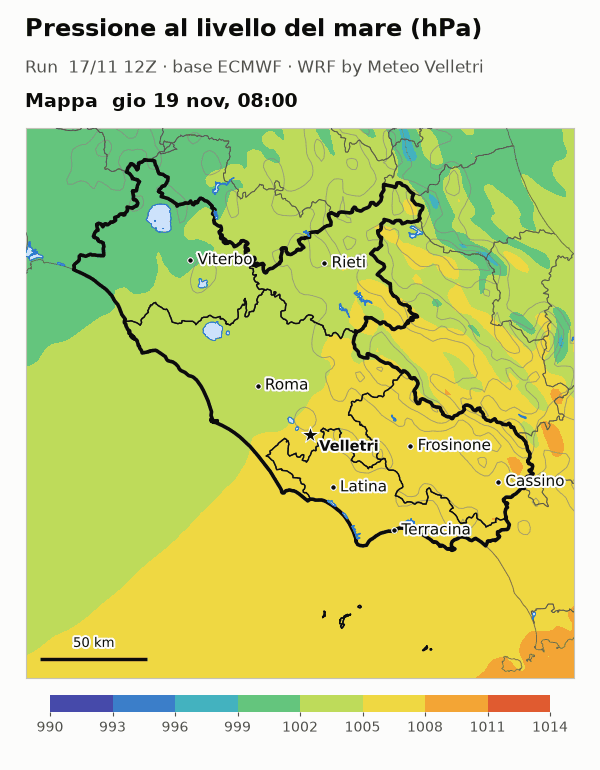 Pressione al livello del mare (hPa)
Run  17/11 12Z · base ECMWF · WRF by Meteo Velletri
Mappa  gio 19 nov, 08:00
Viterbo
Rieti
Roma
Velletri
Frosinone
Latina
Cassino
Terracina
50 km
990 993 996 999 1002 1005 1008 1011 1014